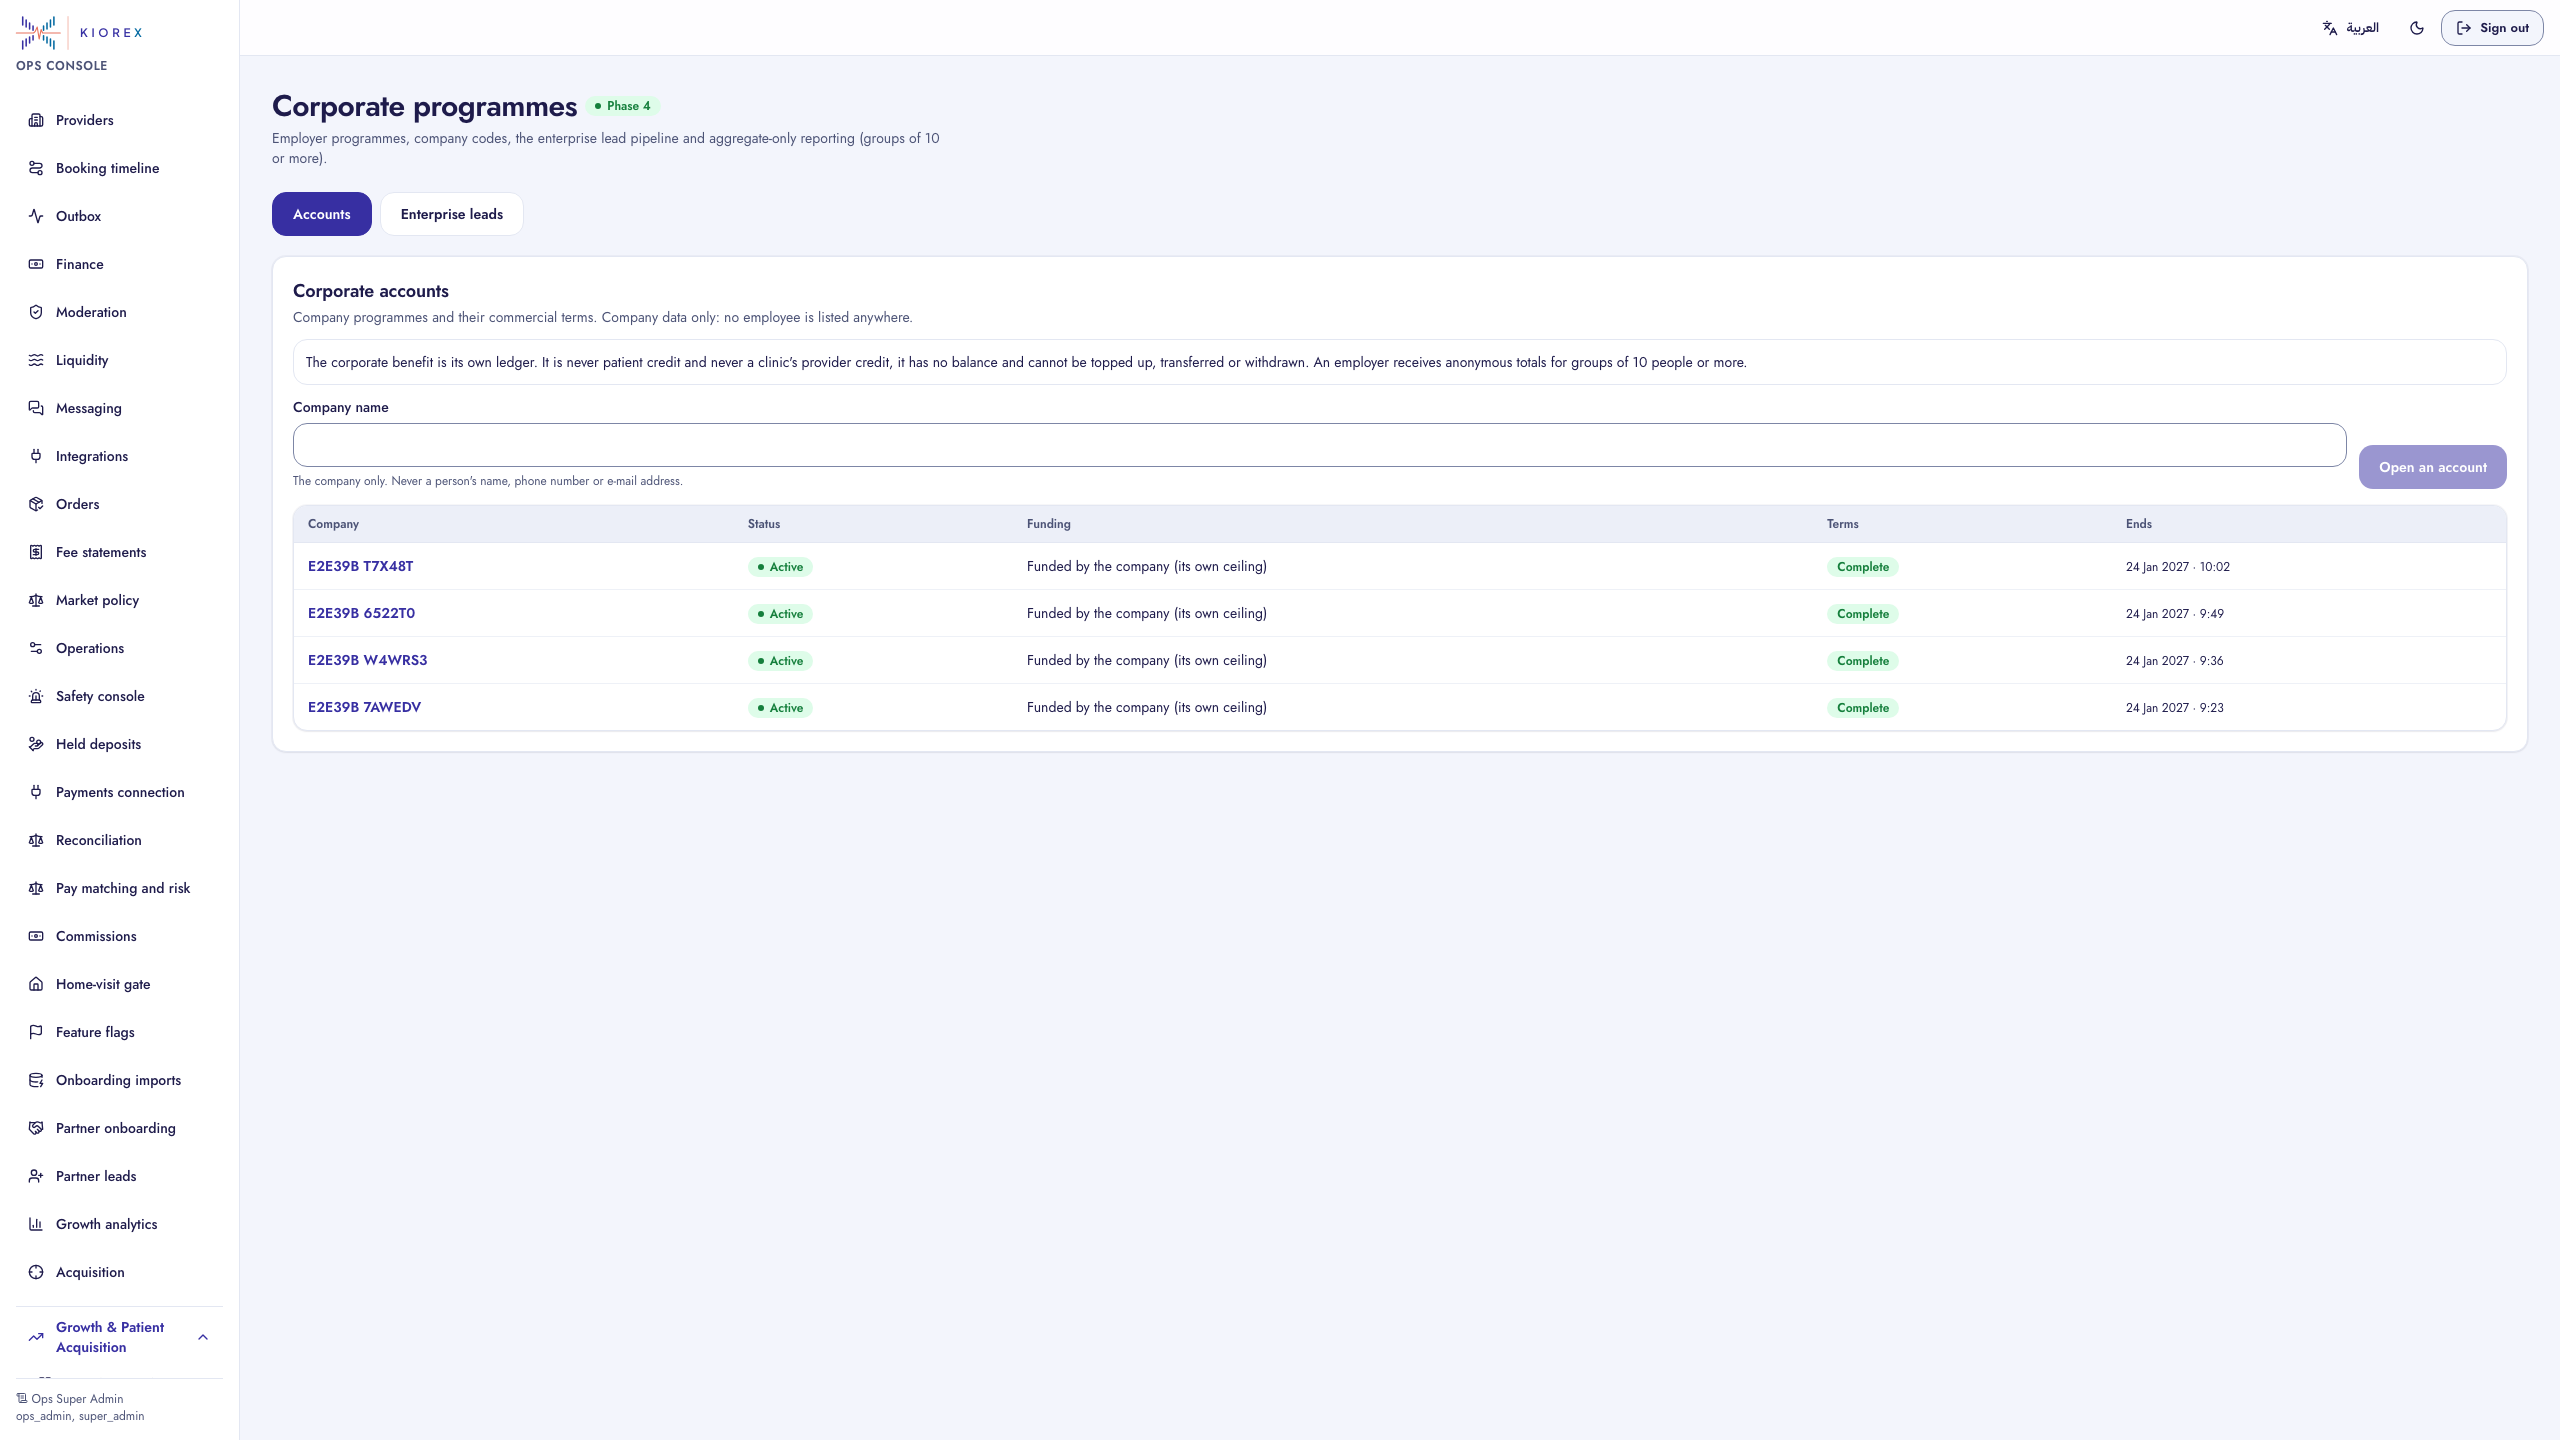 KIOREX
OPS CONSOLE
Providers
Booking timeline
Outbox
Finance
Moderation
Liquidity
Messaging
Integrations
Orders
Fee statements
Market policy
Operations
Safety console
Held deposits
Payments connection
Reconciliation
Pay matching and risk
Commissions
Home-visit gate
Feature flags
Onboarding imports
Partner onboarding
Partner leads
Growth analytics
Acquisition
Growth & Patient
Acquisition
Ops Super Admin
ops_admin, super_admin
العربية
Sign out
Corporate programmes
Phase 4
Employer programmes, company codes, the enterprise lead pipeline and aggregate-only reporting (groups of 10
or more).
Accounts
Enterprise leads
Corporate accounts
Company programmes and their commercial terms. Company data only: no employee is listed anywhere.
The corporate benefit is its own ledger. It is never patient credit and never a clinic's provider credit, it has no balance and cannot be topped up, transferred or withdrawn. An employer receives anonymous totals for groups of 10 people or more.
Company name
The company only. Never a person's name, phone number or e-mail address.
Open an account
Company Status Funding Terms Ends
E2E39B T7X48T Active Funded by the company (its own ceiling) Complete 24 Jan 2027 · 10:02
E2E39B 6522T0 Active Funded by the company (its own ceiling) Complete 24 Jan 2027 · 9:49
E2E39B W4WRS3 Active Funded by the company (its own ceiling) Complete 24 Jan 2027 · 9:36
E2E39B 7AWEDV Active Funded by the company (its own ceiling) Complete 24 Jan 2027 · 9:23